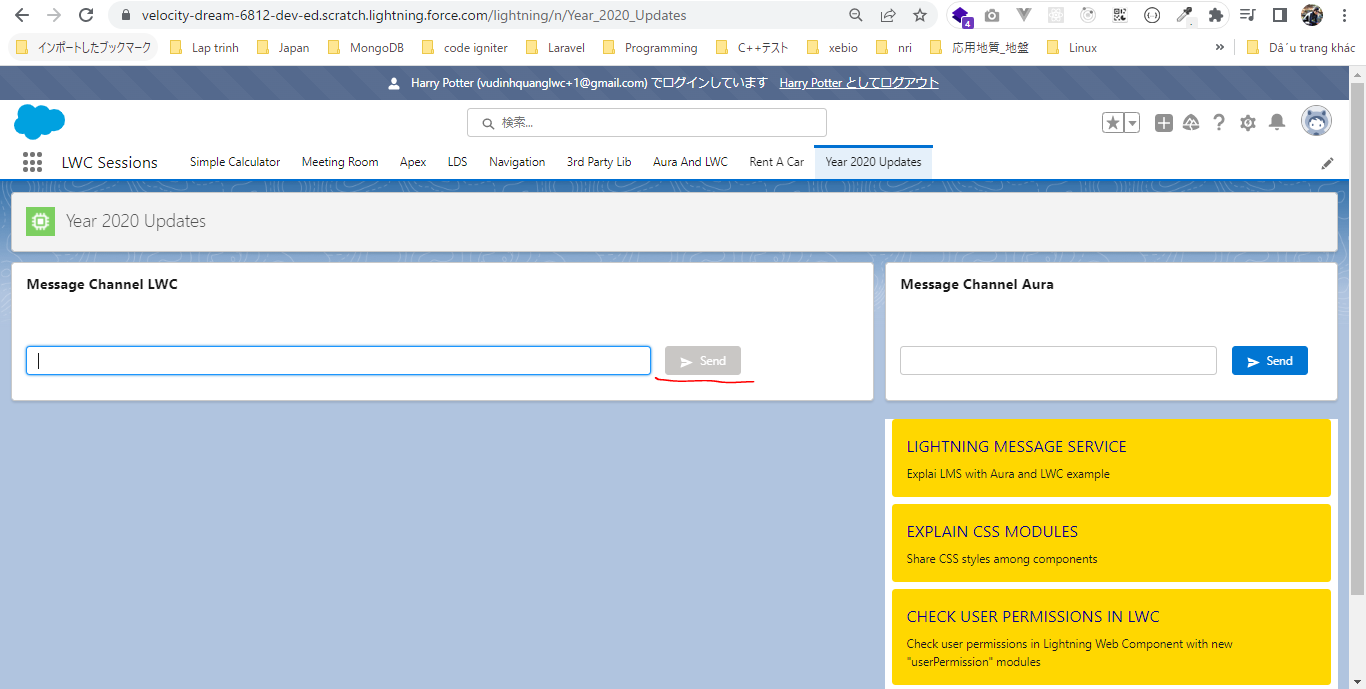 velocity-dream-6812-dev-ed.scratch.lightning.force.com/lightning/n/Year_2020_Updates
4
インポートしたブックマーク Lap trinh Japan MongoDB code igniter Laravel Programming C++テスト xebio nri 応用地質_地盤 Linux » Dấu trang khác
Harry Potter (vudinhquanglwc+1@gmail.com) でログインしています Harry Potter としてログアウト
検索...
LWC Sessions Simple Calculator Meeting Room Apex LDS Navigation 3rd Party Lib Aura And LWC Rent A Car Year 2020 Updates
Year 2020 Updates
Message Channel LWC
Send
Message Channel Aura
Send
LIGHTNING MESSAGE SERVICE
Explai LMS with Aura and LWC example
EXPLAIN CSS MODULES
Share CSS styles among components
CHECK USER PERMISSIONS IN LWC
Check user permissions in Lightning Web Component with new
"userPermission" modules